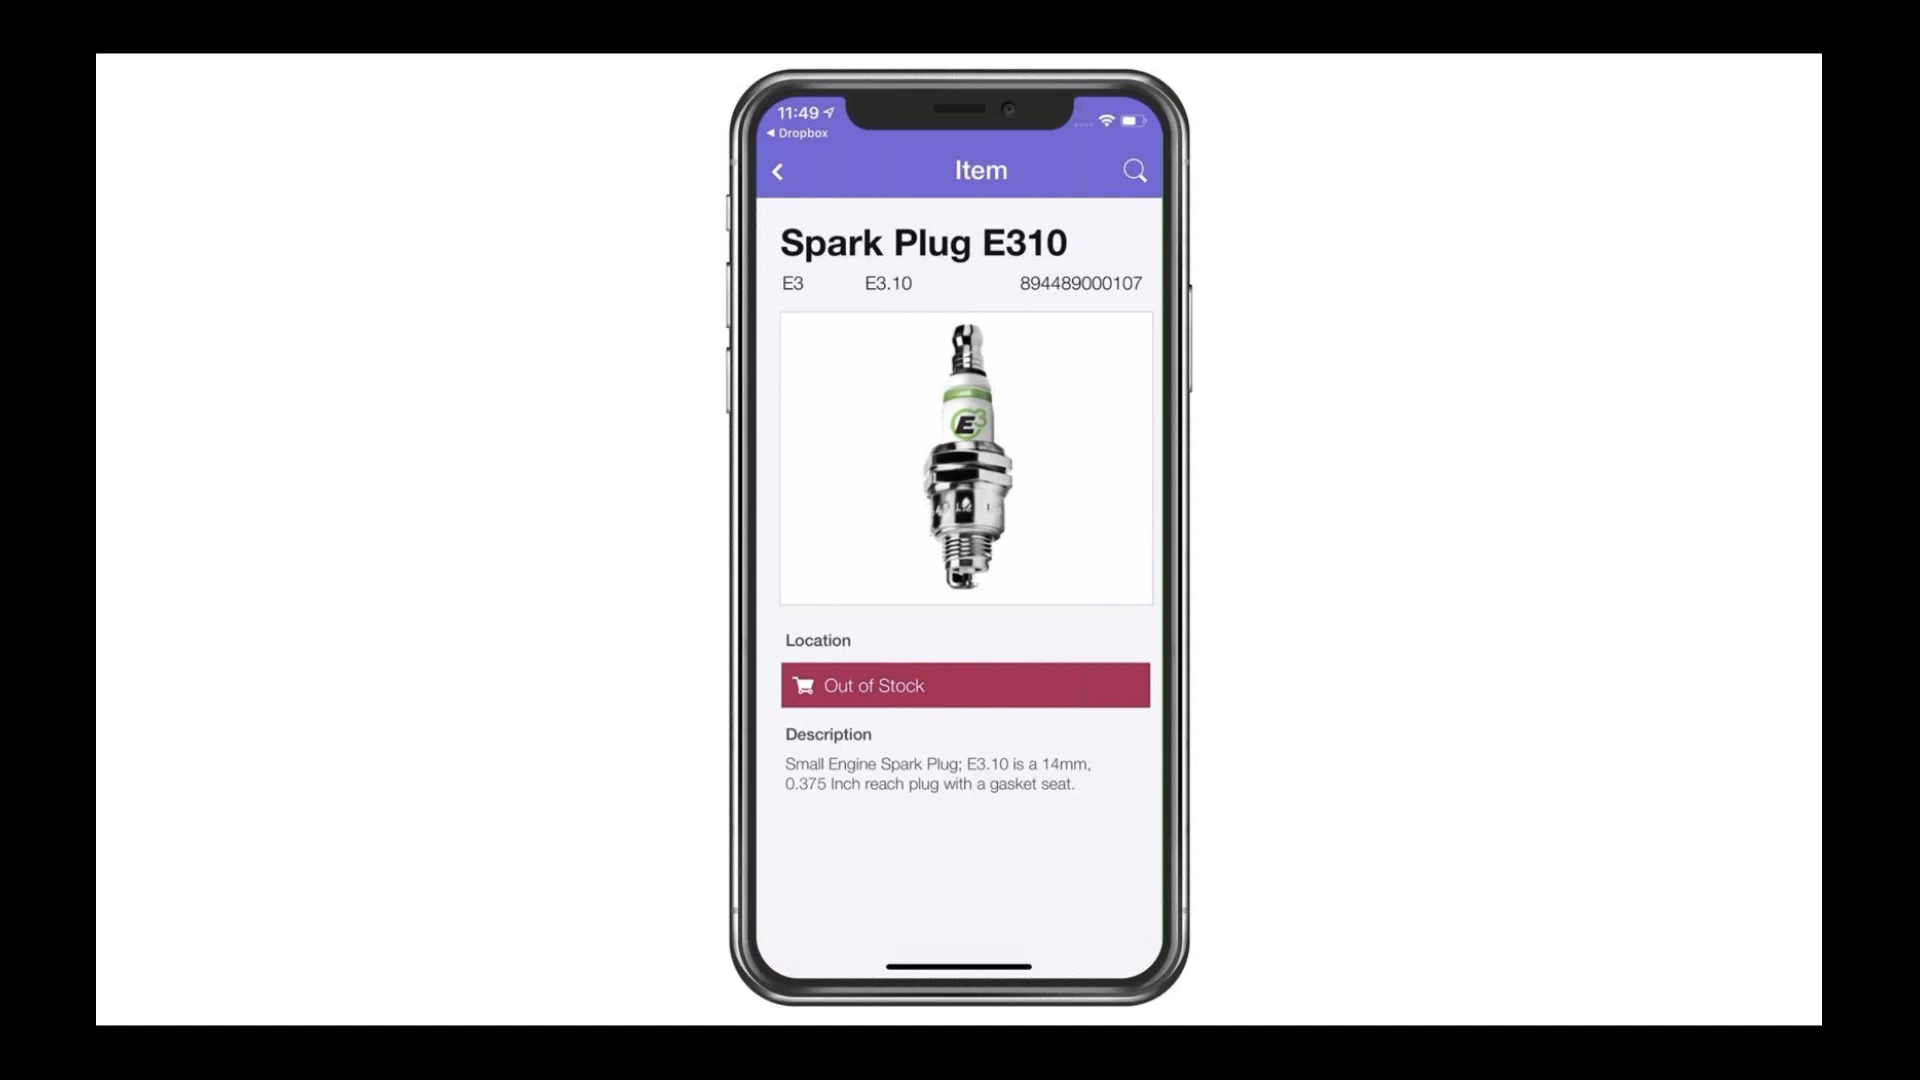 11:49
Dropbox
Item
Spark Plug E310
E3 E3.10 894489000107
E3
Location
Out of Stock
Description
Small Engine Spark Plug; E3.10 is a 14mm,
0.375 Inch reach plug with a gasket seat.